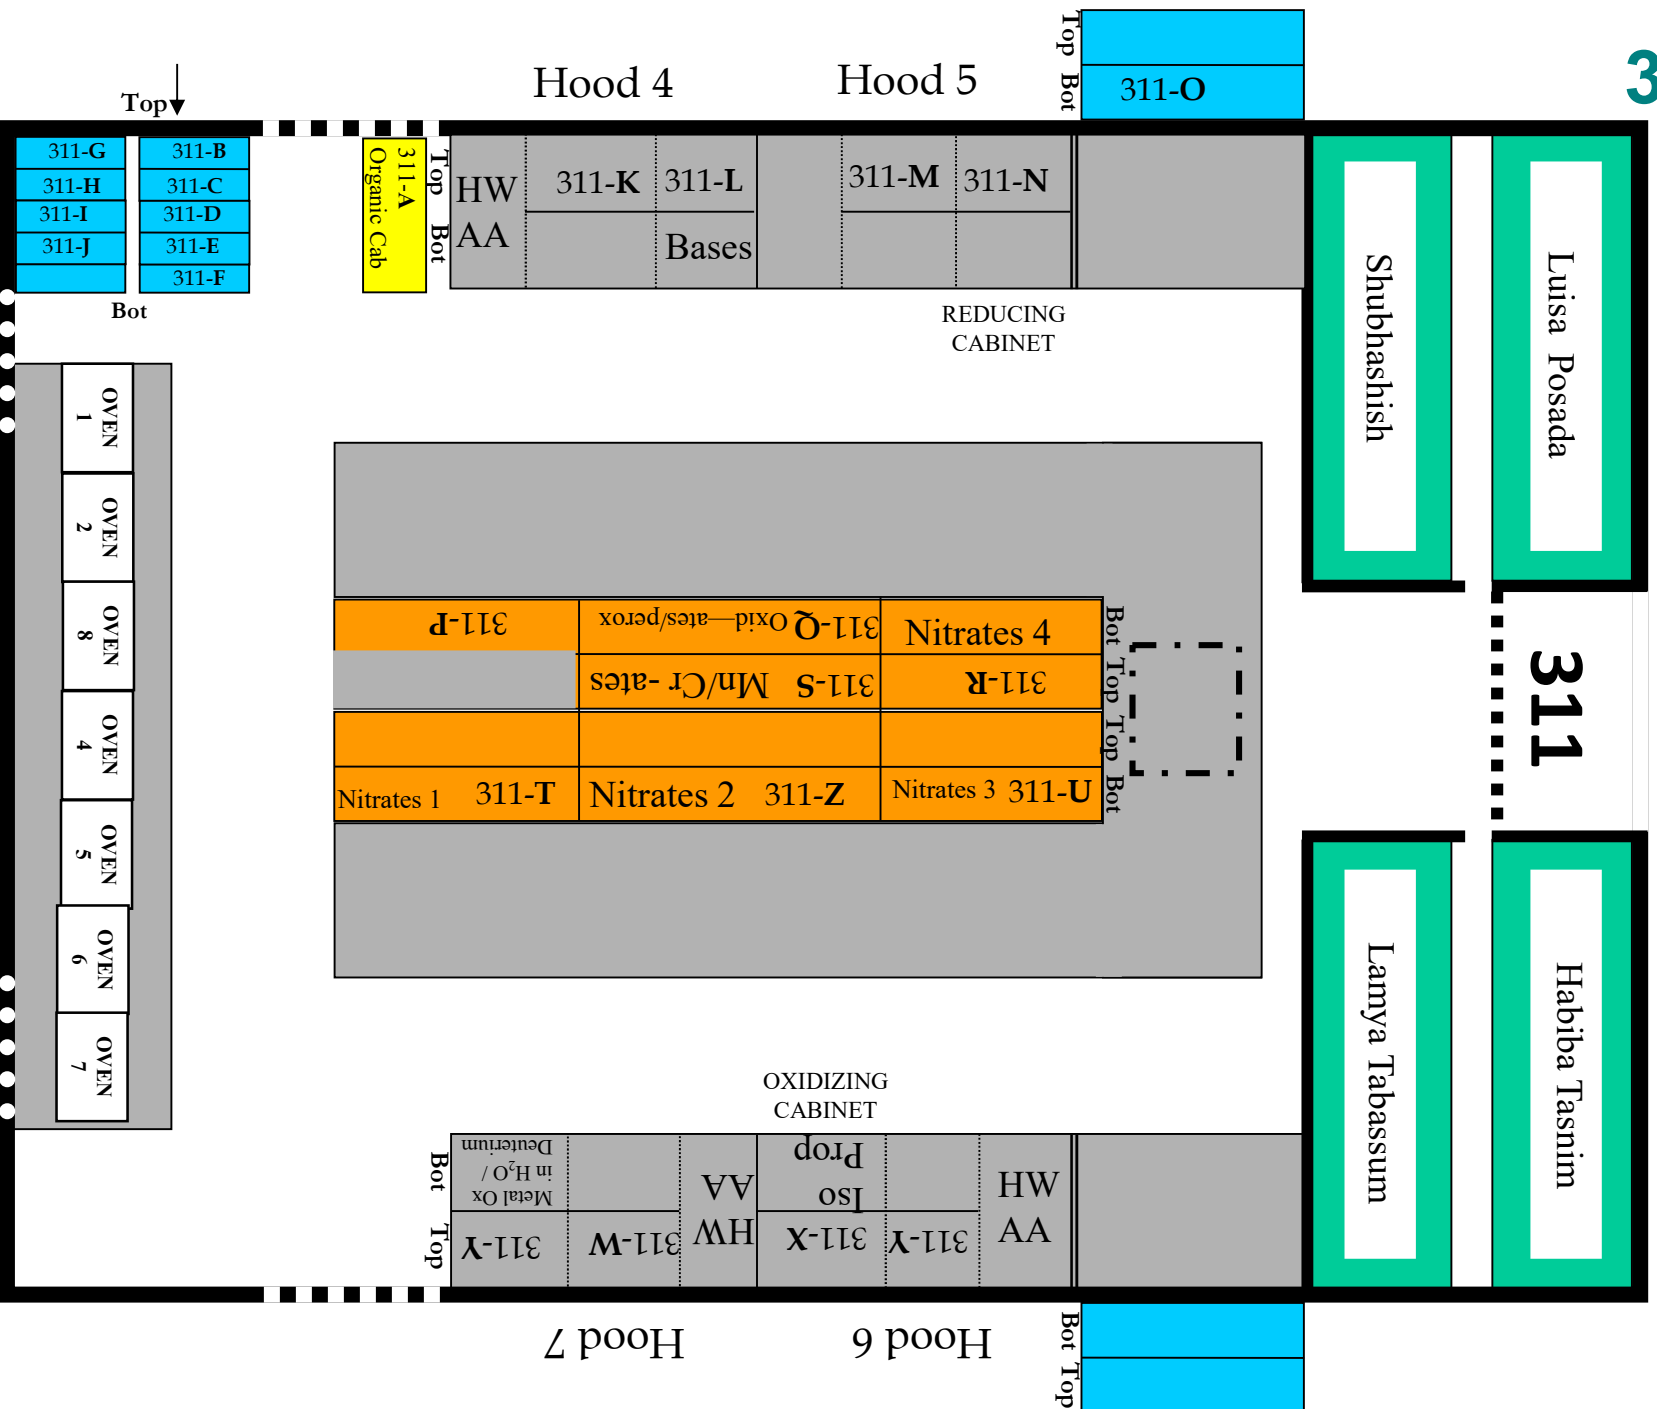 3
Hood 4
Hood 5
Top
Bot
311-O
Top
311-G
311-B
311-H
311-C
311-I
311-D
311-J
311-E
311-F
Bot
311-A
Organic Cab
Top
Bot
HW
AA
311-K
311-L
Bases
311-M
311-N
REDUCING
CABINET
Shubhashish
Luisa Posada
OVEN
1
OVEN
2
OVEN
8
OVEN
4
OVEN
5
OVEN
6
OVEN
7
311-P
311-Q Oxid—ates/perox
Nitrates 4
311-S Mn/Cr -ates
311-R
Bot
Top
Top
Bot
Nitrates 1 311-T
Nitrates 2 311-Z
Nitrates 3 311-U
311
Lamya Tabassum
Habiba Tasnim
OXIDIZING
CABINET
Bot
Top
Metal Ox
in H2O /
Deuterium
311-Y
311-W
HW
AA
Iso
Prop
311-X
311-Y
HW
AA
Hood 7
Hood 6
Bot
Top